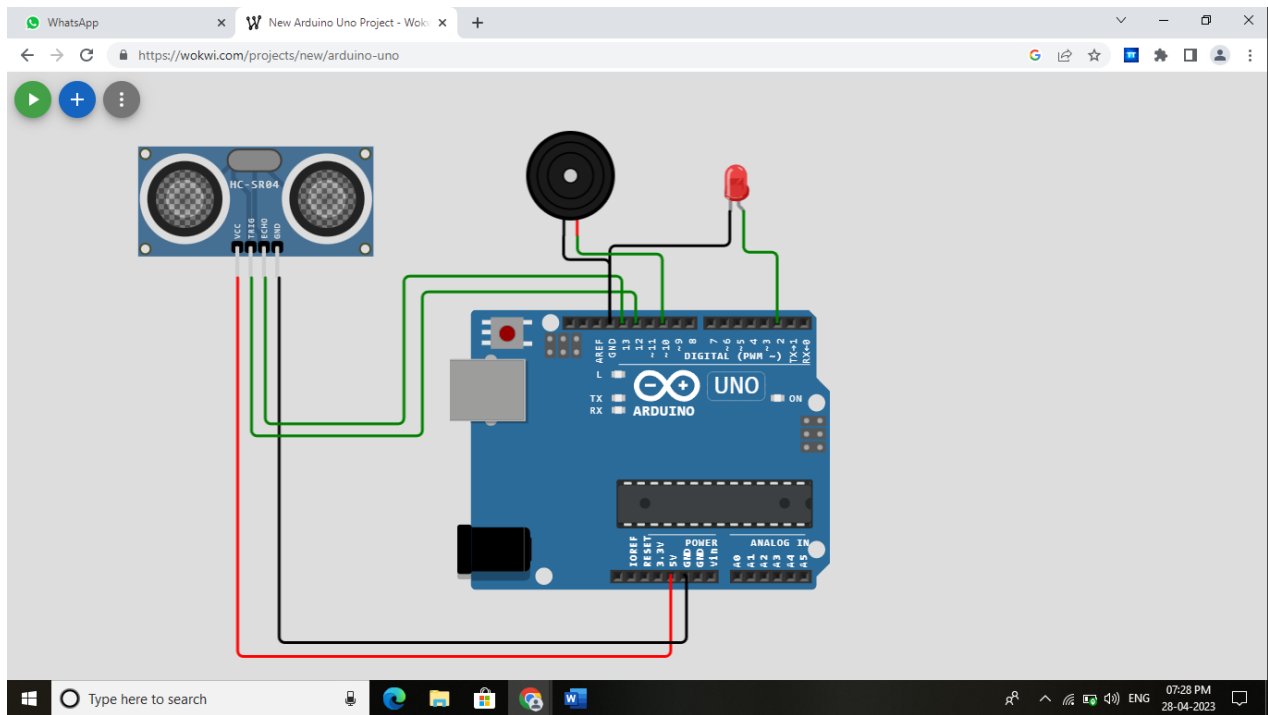 WhatsApp
New Arduino Uno Project - Wokw
https://wokwi.com/projects/new/arduino-uno
HC-SR04
VCC
TRIG
ECHO
GND
AREF
GND
13
12
~11
~10
~9
8
7
~6
~5
4
~3
2
TX→1
RX←0
DIGITAL (PWM ~)
L
TX
RX
ARDUINO
UNO
ON
IOREF
RESET
3.3V
5V
GND
GND
Vin
POWER
ANALOG IN
A0
A1
A2
A3
A4
A5
Type here to search
ENG
07:28 PM
28-04-2023